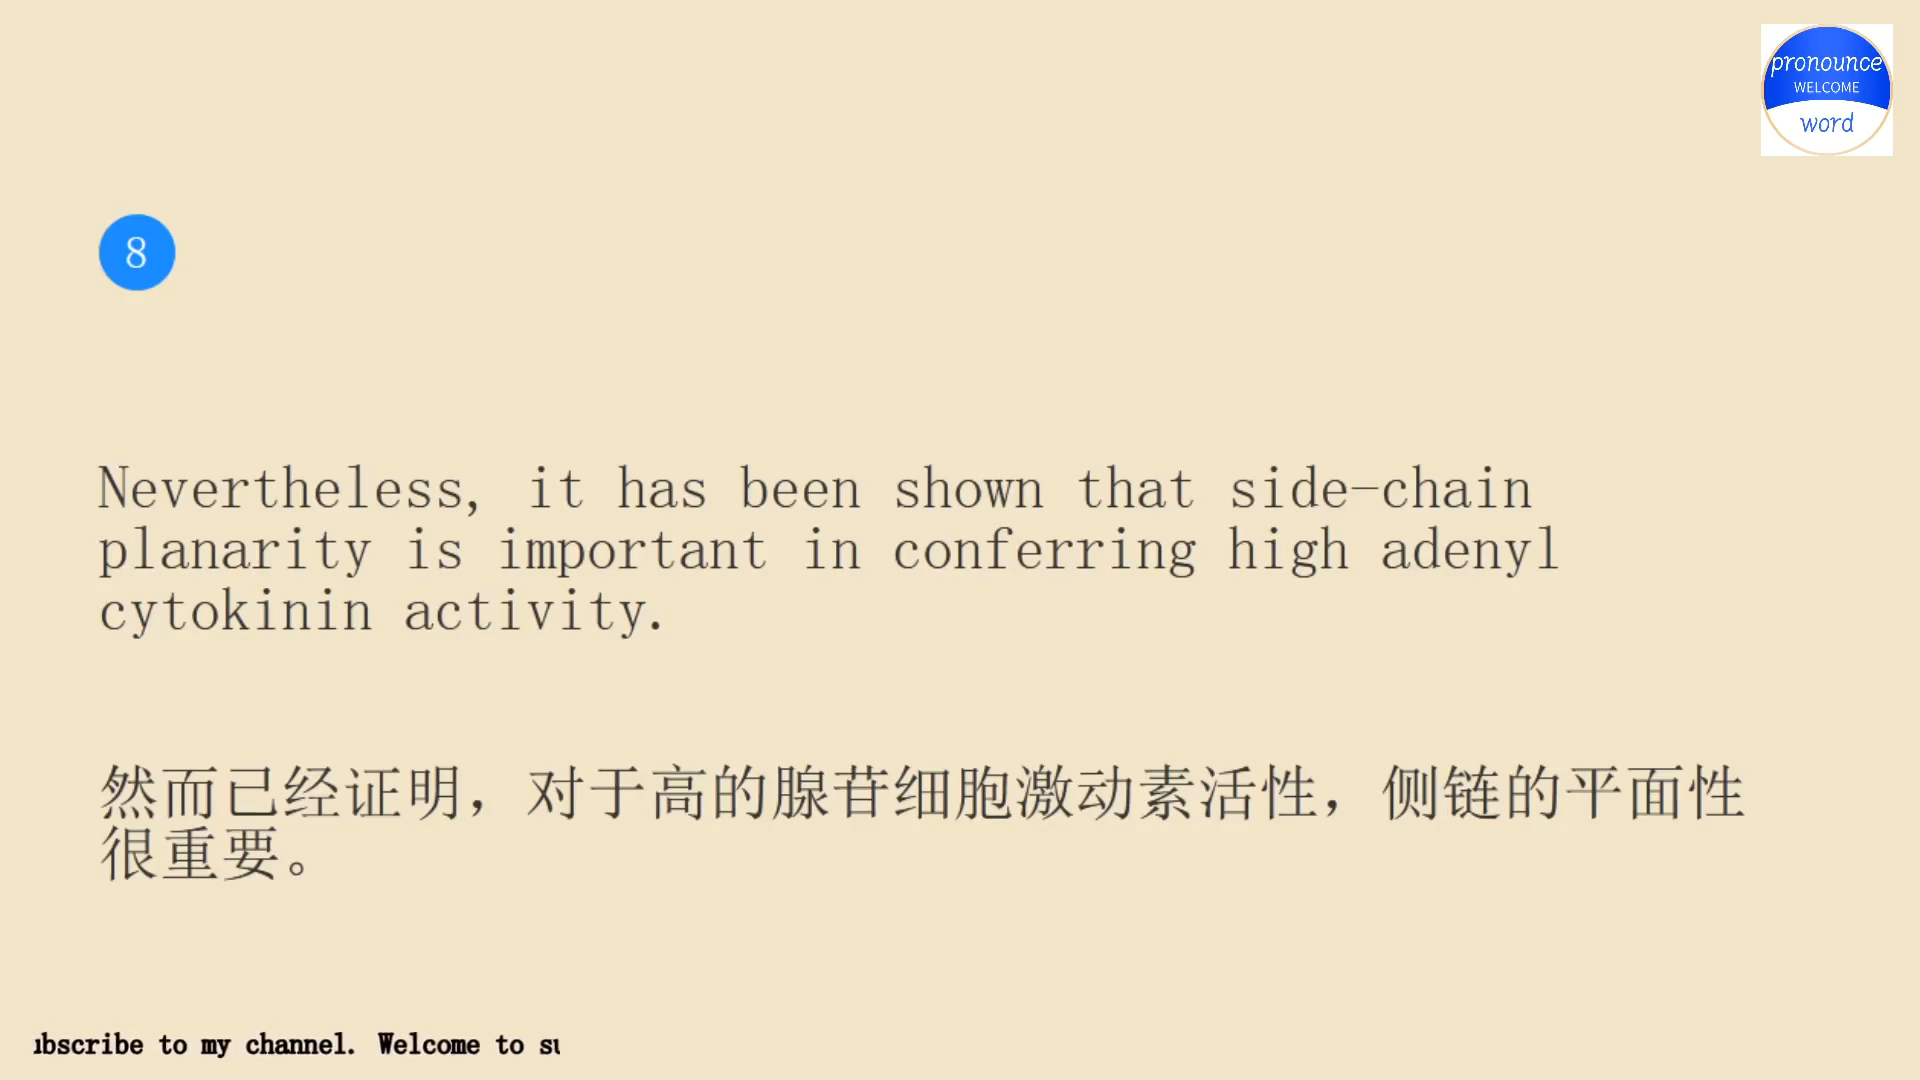 pronounce
WELCOME
word
8
Nevertheless, it has been shown that side-chain
planarity is important in conferring high adenyl
cytokinin activity.
然而已经证明，对于高的腺苷细胞激动素活性，侧链的平面性
很重要。
to my channel. Welcome to